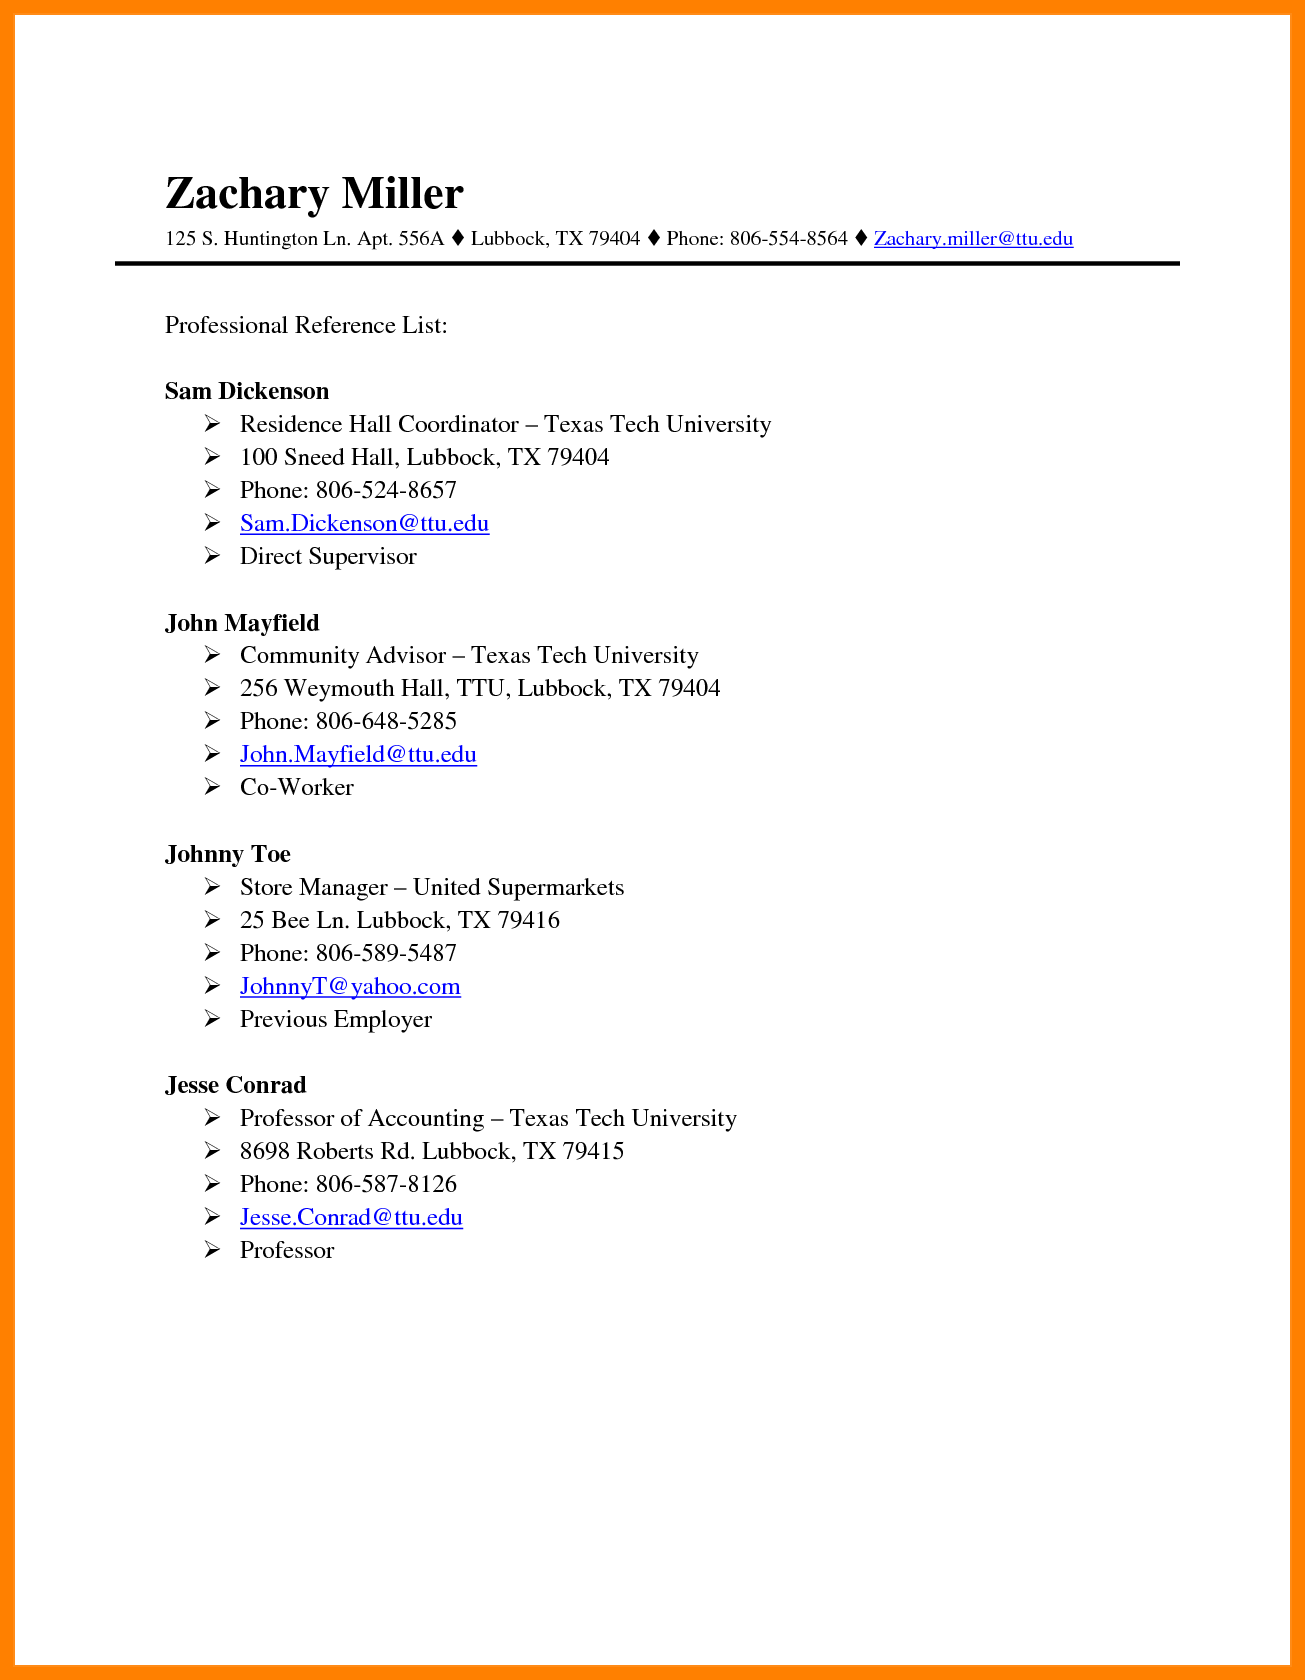 Zachary Miller
125 S. Huntington Ln. Apt. 556A ♦ Lubbock, TX 79404 ♦ Phone: 806-554-8564 ♦ Zachary.miller@ttu.edu
Professional Reference List:
Sam Dickenson
➢ Residence Hall Coordinator – Texas Tech University
➢ 100 Sneed Hall, Lubbock, TX 79404
➢ Phone: 806-524-8657
➢ Sam.Dickenson@ttu.edu
➢ Direct Supervisor
John Mayfield
➢ Community Advisor – Texas Tech University
➢ 256 Weymouth Hall, TTU, Lubbock, TX 79404
➢ Phone: 806-648-5285
➢ John.Mayfield@ttu.edu
➢ Co-Worker
Johnny Toe
➢ Store Manager – United Supermarkets
➢ 25 Bee Ln. Lubbock, TX 79416
➢ Phone: 806-589-5487
➢ JohnnyT@yahoo.com
➢ Previous Employer
Jesse Conrad
➢ Professor of Accounting – Texas Tech University
➢ 8698 Roberts Rd. Lubbock, TX 79415
➢ Phone: 806-587-8126
➢ Jesse.Conrad@ttu.edu
➢ Professor